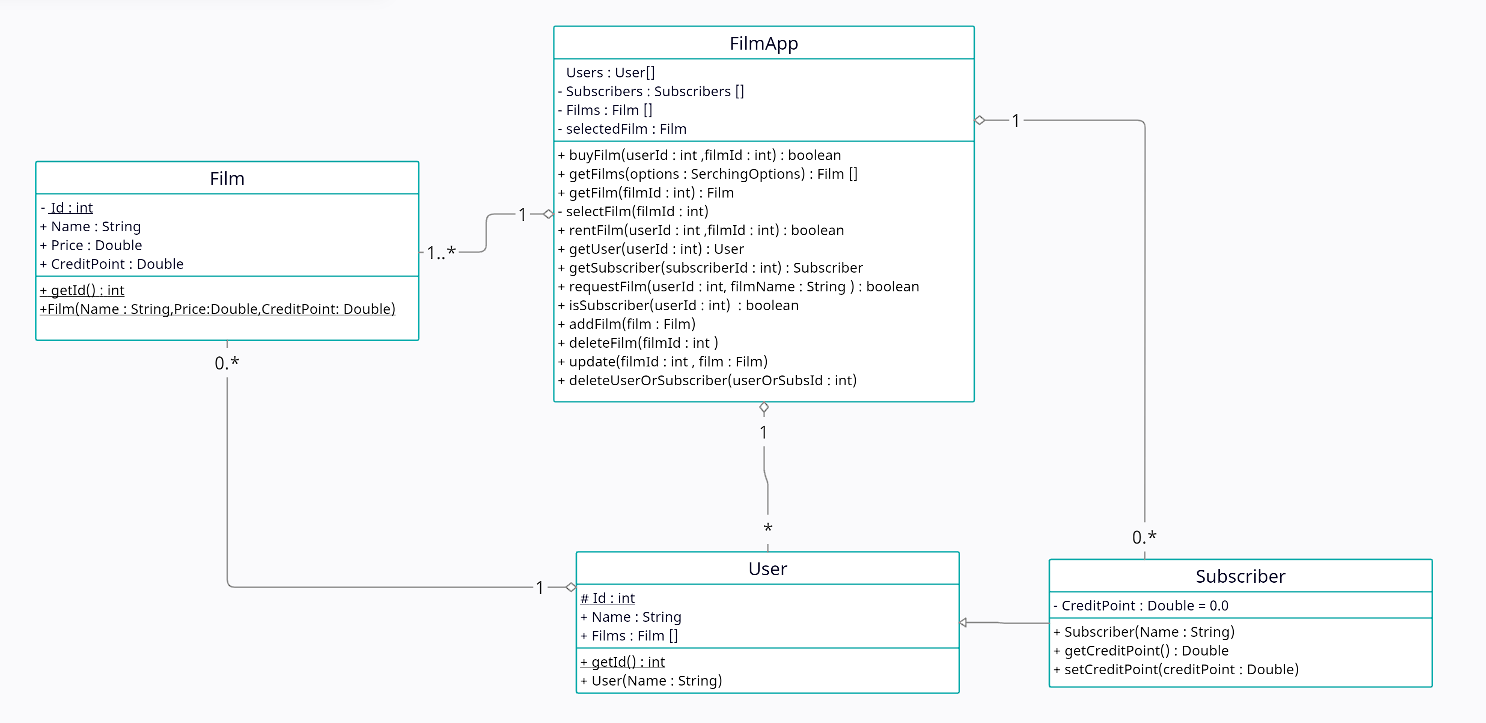 FilmApp
Users : User[]
- Subscribers : Subscribers []
- Films : Film []
- selectedFilm : Film
+ buyFilm(userId : int ,filmId : int) : boolean
+ getFilms(options : SerchingOptions) : Film []
+ getFilm(filmId : int) : Film
- selectFilm(filmId : int)
+ rentFilm(userId : int ,filmId : int) : boolean
+ getUser(userId : int) : User
+ getSubscriber(subscriberId : int) : Subscriber
+ requestFilm(userId : int, filmName : String ) : boolean
+ isSubscriber(userId : int)  : boolean
+ addFilm(film : Film)
+ deleteFilm(filmId : int )
+ update(filmId : int , film : Film)
+ deleteUserOrSubscriber(userOrSubsId : int)
1
Film
- Id : int
+ Name : String
+ Price : Double
+ CreditPoint : Double
+ getId() : int
+Film(Name : String,Price:Double,CreditPoint: Double)
1
1..*
0.*
1
*
0.*
1
User
# Id : int
+ Name : String
+ Films : Film []
+ getId() : int
+ User(Name : String)
Subscriber
- CreditPoint : Double = 0.0
+ Subscriber(Name : String)
+ getCreditPoint() : Double
+ setCreditPoint(creditPoint : Double)